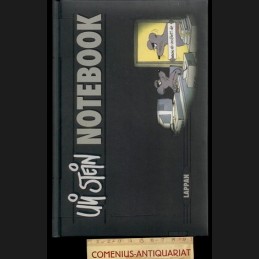 Uli Stein NOTEBOOK
LAPPAN
COMENIUS-ANTIQUARIAT